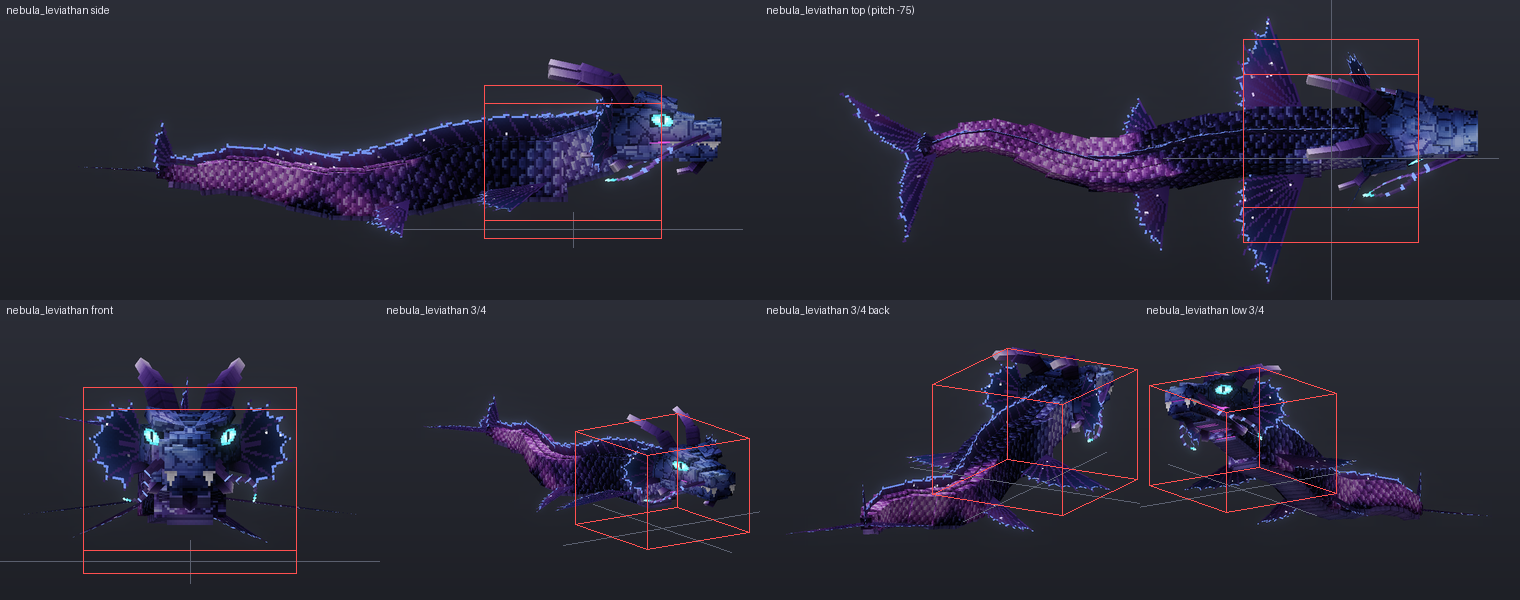 nebula_leviathan side
nebula_leviathan top (pitch -75)
nebula_leviathan front
nebula_leviathan 3/4
nebula_leviathan 3/4 back
nebula_leviathan low 3/4